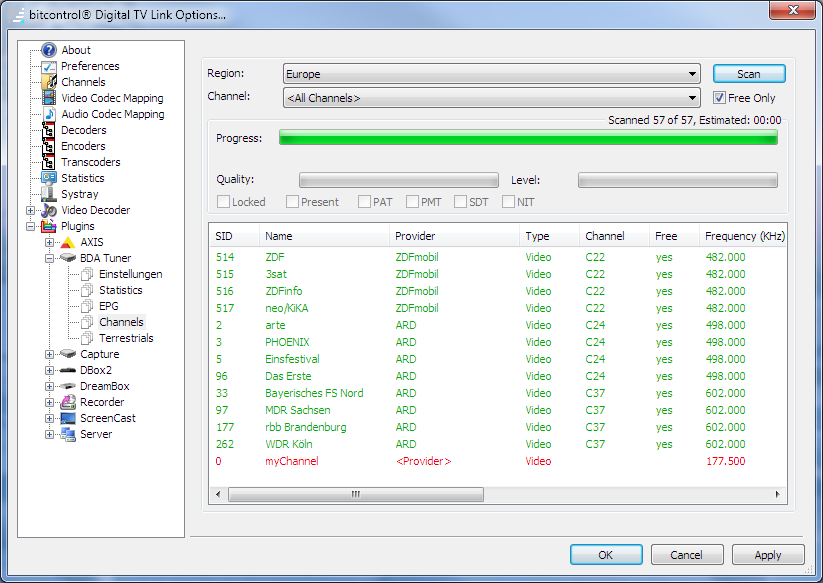 bitcontrol® Digital TV Link Options...
About
Preferences
Channels
Video Codec Mapping
Audio Codec Mapping
Decoders
Encoders
Transcoders
Statistics
Systray
Video Decoder
Plugins
AXIS
BDA Tuner
Einstellungen
Statistics
EPG
Channels
Terrestrials
Capture
DBox2
DreamBox
Recorder
ScreenCast
Server
Region: Europe Scan
Channel: <All Channels> Free Only
Scanned 57 of 57, Estimated: 00:00
Progress:
Quality: Level:
Locked Present PAT PMT SDT NIT
SID Name Provider Type Channel Free Frequency (KHz)
514 ZDF ZDFmobil Video C22 yes 482.000
515 3sat ZDFmobil Video C22 yes 482.000
516 ZDFinfo ZDFmobil Video C22 yes 482.000
517 neo/KiKA ZDFmobil Video C22 yes 482.000
2 arte ARD Video C24 yes 498.000
3 PHOENIX ARD Video C24 yes 498.000
5 Einsfestival ARD Video C24 yes 498.000
96 Das Erste ARD Video C24 yes 498.000
33 Bayerisches FS Nord ARD Video C37 yes 602.000
97 MDR Sachsen ARD Video C37 yes 602.000
177 rbb Brandenburg ARD Video C37 yes 602.000
262 WDR Köln ARD Video C37 yes 602.000
0 myChannel <Provider> Video 177.500
OK Cancel Apply